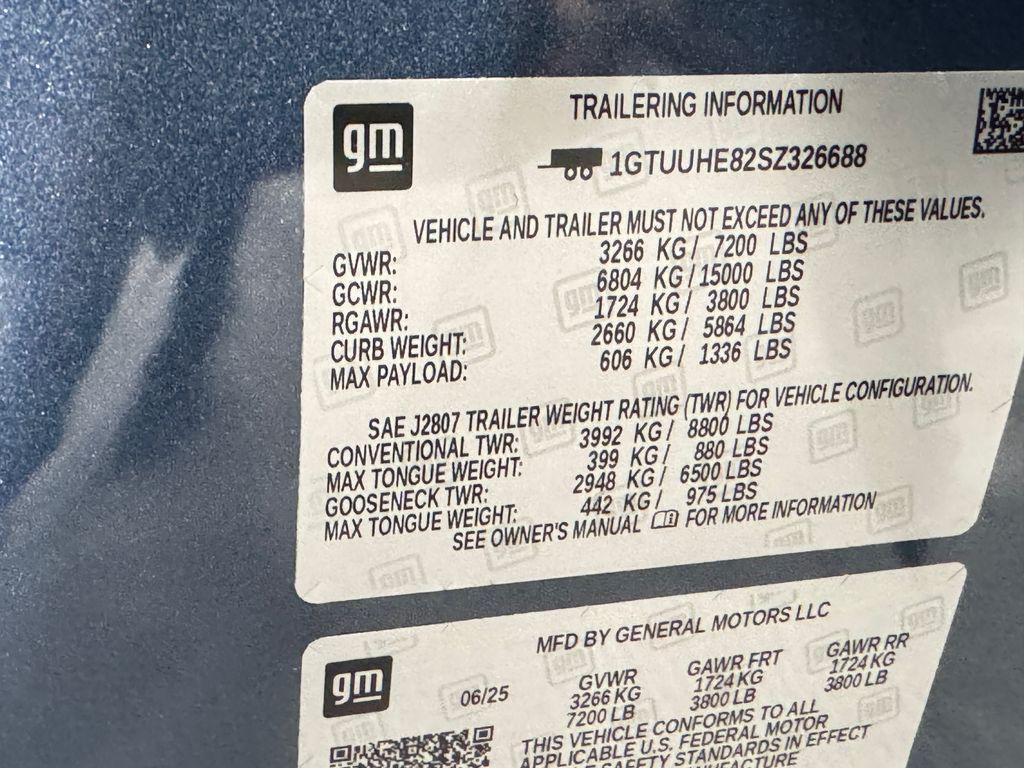 gm
TRAILERING INFORMATION
1GTUUHE82SZ326688
VEHICLE AND TRAILER MUST NOT EXCEED ANY OF THESE VALUES.
GVWR: 3266 KG/ 7200 LBS
GCWR: 6804 KG/15000 LBS
RGAWR: 1724 KG/ 3800 LBS
CURB WEIGHT: 2660 KG/ 5864 LBS
MAX PAYLOAD: 606 KG/ 1336 LBS
SAE J2807 TRAILER WEIGHT RATING (TWR) FOR VEHICLE CONFIGURATION.
CONVENTIONAL TWR: 3992 KG/ 8800 LBS
MAX TONGUE WEIGHT: 399 KG/ 880 LBS
GOOSENECK TWR: 2948 KG/ 6500 LBS
MAX TONGUE WEIGHT: 442 KG/ 975 LBS
SEE OWNER'S MANUAL FOR MORE INFORMATION
gm
MFD BY GENERAL MOTORS LLC
06/25
GVWR GAWR FRT GAWR RR
3266 KG 1724 KG 1724 KG
7200 LB 3800 LB 3800 LB
THIS VEHICLE CONFORMS TO ALL
APPLICABLE U.S. FEDERAL MOTOR
SAFETY STANDARDS IN EFFECT